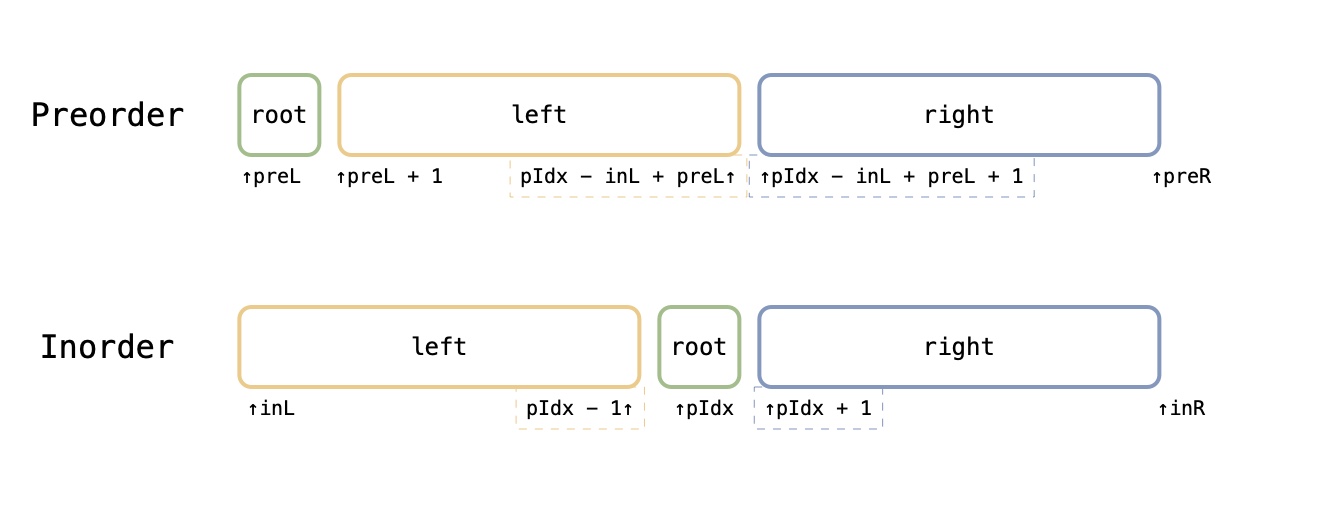 Preorder root left right
↑preL ↑preL + 1 pIdx - inL + preL↑ ↑pIdx - inL + preL + 1 ↑preR
Inorder left root right
↑inL pIdx - 1↑ ↑pIdx ↑pIdx + 1 ↑inR